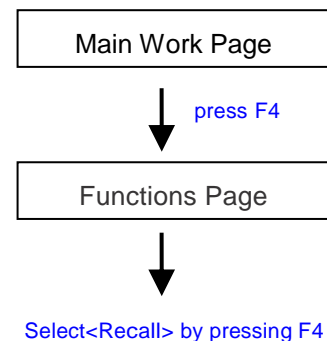 Main Work Page
press F4
Functions Page
Select<Recall> by pressing F4